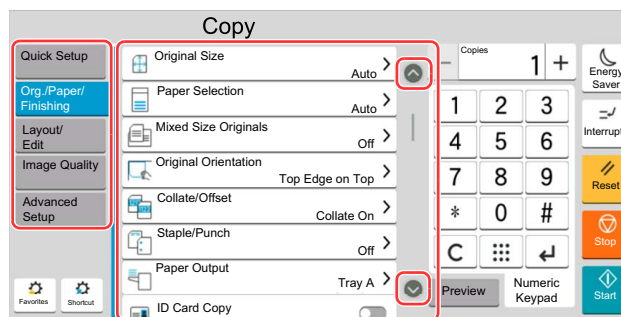 Copy
Quick Setup
Org./Paper/
Finishing
Layout/
Edit
Image Quality
Advanced
Setup
Favorites
Shortcut
Original Size
Auto
Paper Selection
Auto
Mixed Size Originals
Off
Original Orientation
Top Edge on Top
Collate/Offset
Collate On
Staple/Punch
Off
Paper Output
Tray A
ID Card Copy
− Copies 1 +
1 2 3
4 5 6
7 8 9
* 0 #
C
Preview
Numeric
Keypad
Energy
Saver
Interrupt
Reset
Stop
Start